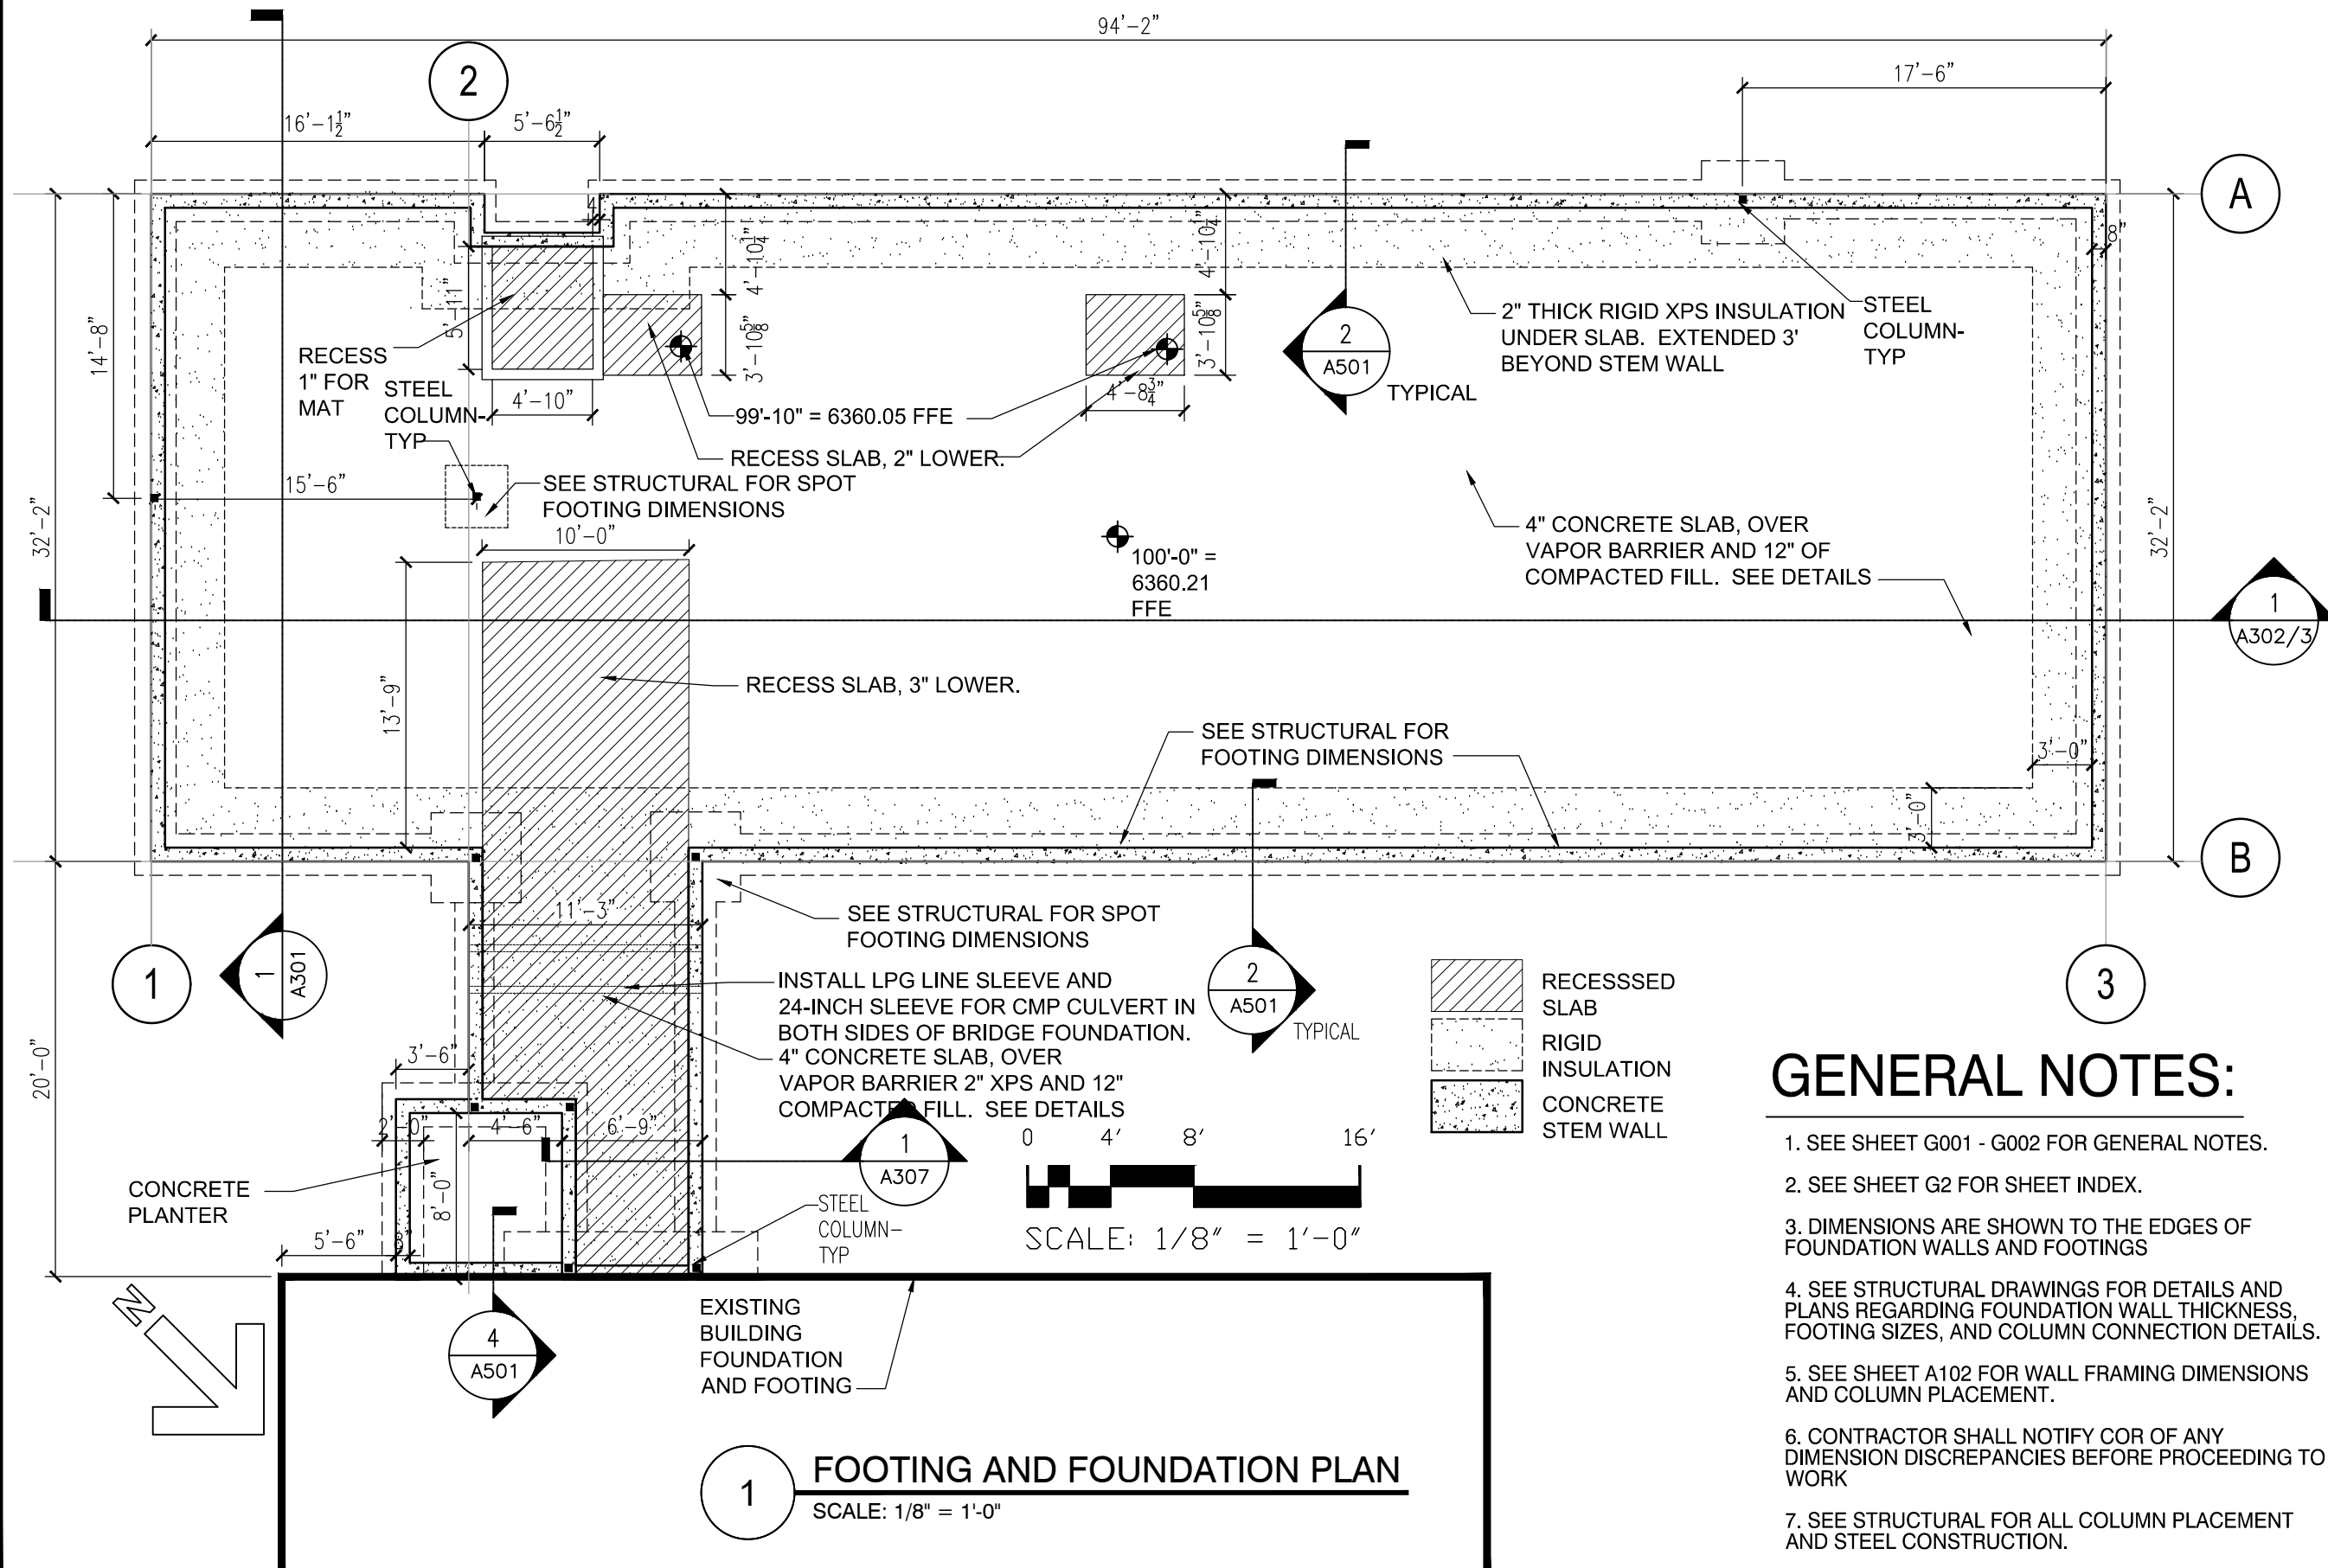 94'-2"
2
17'-6"
16'-1½"
5'-6½"
A
4"
8"
4'-10¼"
4'-10¼"
5'-11"
14'-8"
3'-10⅝"
3'-10⅝"
RECESS
1" FOR
MAT
STEEL
COLUMN-
TYP
4'-10"
4'-8¾"
2
A501
TYPICAL
2" THICK RIGID XPS INSULATION
UNDER SLAB. EXTENDED 3'
BEYOND STEM WALL
STEEL
COLUMN-
TYP
99'-10" = 6360.05 FFE
RECESS SLAB, 2" LOWER.
15'-6"
SEE STRUCTURAL FOR SPOT
FOOTING DIMENSIONS
10'-0"
32'-2"
32'-2"
100'-0" =
6360.21
FFE
4" CONCRETE SLAB, OVER
VAPOR BARRIER AND 12" OF
COMPACTED FILL. SEE DETAILS
1
A302/3
13'-9"
RECESS SLAB, 3" LOWER.
SEE STRUCTURAL FOR
FOOTING DIMENSIONS
3'-0"
3'-0"
B
11'-3"
SEE STRUCTURAL FOR SPOT
FOOTING DIMENSIONS
1
1
A301
INSTALL LPG LINE SLEEVE AND
24-INCH SLEEVE FOR CMP CULVERT IN
BOTH SIDES OF BRIDGE FOUNDATION.
4" CONCRETE SLAB, OVER
VAPOR BARRIER 2" XPS AND 12"
COMPACTED FILL. SEE DETAILS
2
A501
TYPICAL
RECESSSED
SLAB
RIGID
INSULATION
CONCRETE
STEM WALL
3
20'-0"
3'-6"
2'-0"
4'-6"
6'-9"
8'-0"
8"
5'-6"
CONCRETE
PLANTER
1
A307
STEEL
COLUMN-
TYP
0 4' 8' 16'
SCALE: 1/8" = 1'-0"
N
4
A501
EXISTING
BUILDING
FOUNDATION
AND FOOTING
1
FOOTING AND FOUNDATION PLAN
SCALE: 1/8" = 1'-0"
GENERAL NOTES:
1. SEE SHEET G001 - G002 FOR GENERAL NOTES.
2. SEE SHEET G2 FOR SHEET INDEX.
3. DIMENSIONS ARE SHOWN TO THE EDGES OF
FOUNDATION WALLS AND FOOTINGS
4. SEE STRUCTURAL DRAWINGS FOR DETAILS AND
PLANS REGARDING FOUNDATION WALL THICKNESS,
FOOTING SIZES, AND COLUMN CONNECTION DETAILS.
5. SEE SHEET A102 FOR WALL FRAMING DIMENSIONS
AND COLUMN PLACEMENT.
6. CONTRACTOR SHALL NOTIFY COR OF ANY
DIMENSION DISCREPANCIES BEFORE PROCEEDING TO
WORK
7. SEE STRUCTURAL FOR ALL COLUMN PLACEMENT
AND STEEL CONSTRUCTION.